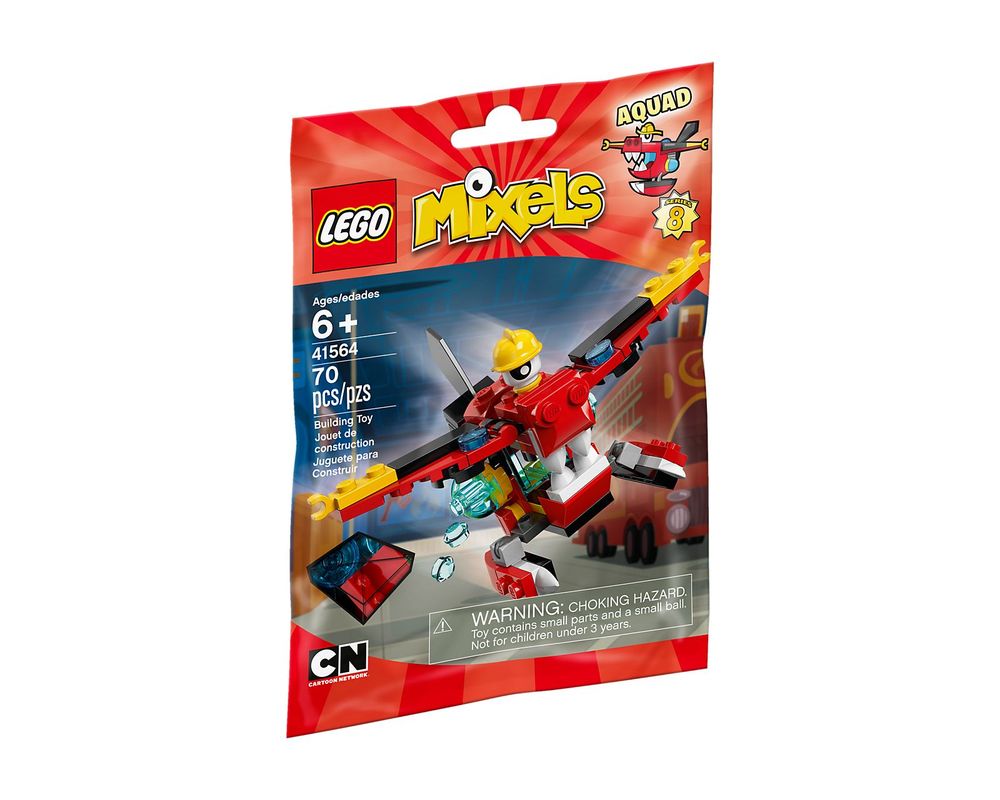 AQUAD
LEGO
MIXELS
SERIES
8
Ages/edades
6+
41564
70
pcs/pzs
Building Toy
Jouet de
construction
Juguete para
Construir
WARNING: CHOKING HAZARD.
Toy contains small parts and a small ball.
Not for children under 3 years.
CN
CARTOON NETWORK